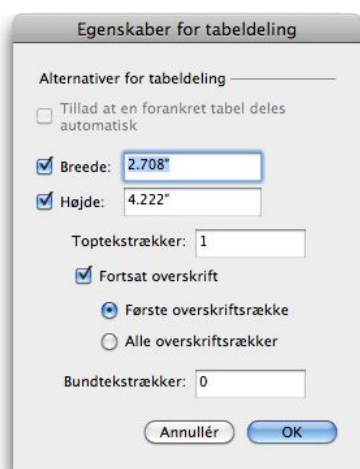 Egenskaber for tabeldeling
Alternativer for tabeldeling
Tillad at en forankret tabel deles
automatisk
Breede: 2.708"
Højde: 4.222"
Toptekstrækker: 1
Fortsat overskrift
Første overskriftsrække
Alle overskriftsrækker
Bundtekstrækker: 0
Annullér OK